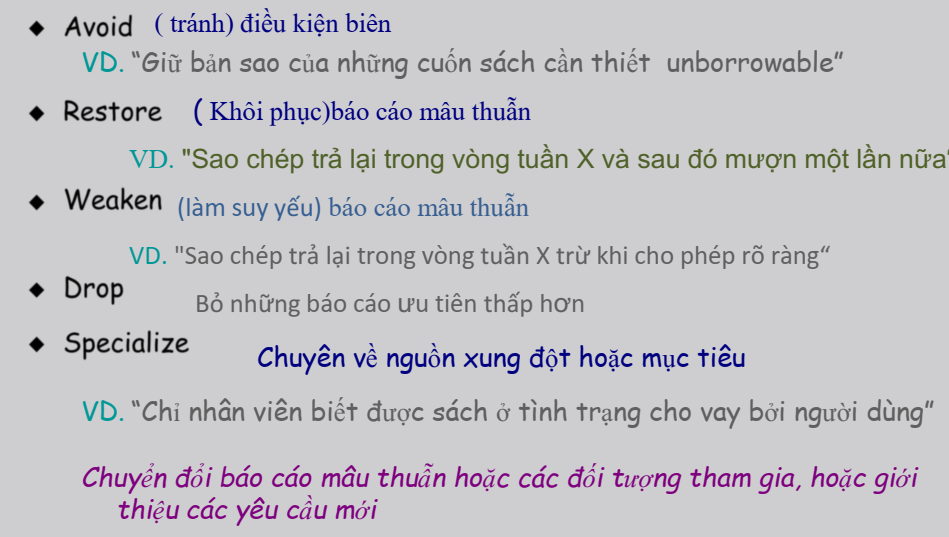 ◆ Avoid ( tránh) điều kiện biên
VD. “Giữ bản sao của những cuốn sách cần thiết unborrowable”
◆ Restore ( Khôi phục)báo cáo mâu thuẫn
VD. "Sao chép trả lại trong vòng tuần X và sau đó mượn một lần nữa"
◆ Weaken (làm suy yếu) báo cáo mâu thuẫn
VD. "Sao chép trả lại trong vòng tuần X trừ khi cho phép rõ ràng“
◆ Drop Bỏ những báo cáo ưu tiên thấp hơn
◆ Specialize Chuyên về nguồn xung đột hoặc mục tiêu
VD. “Chỉ nhân viên biết được sách ở tình trạng cho vay bởi người dùng”
Chuyển đổi báo cáo mâu thuẫn hoặc các đối tượng tham gia, hoặc giới
thiệu các yêu cầu mới